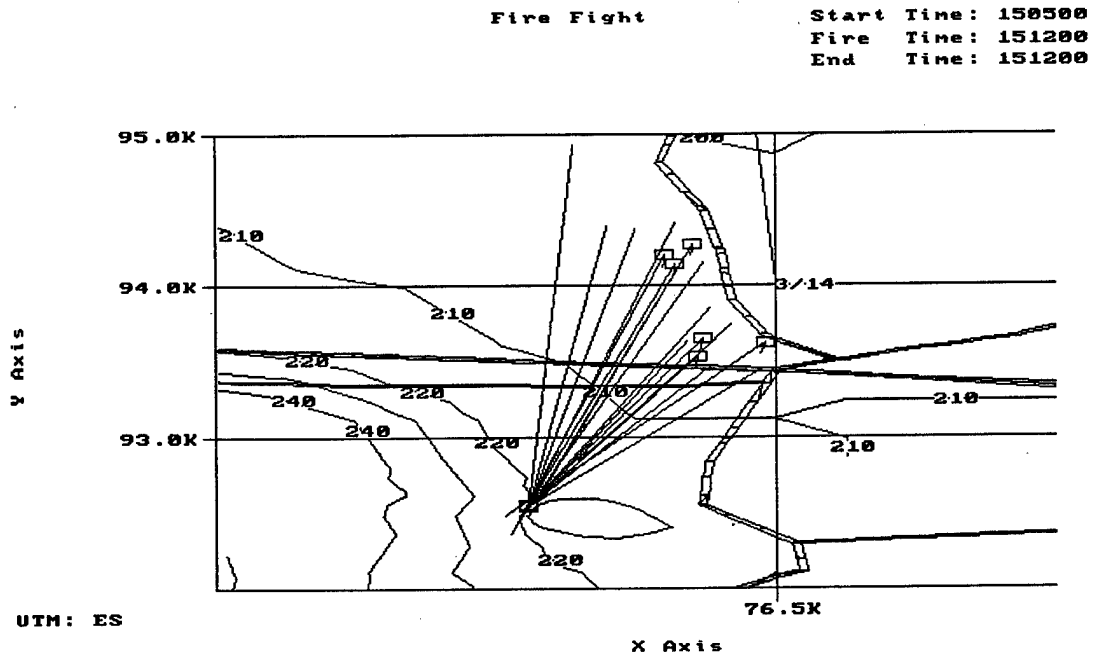 Fire Fight
Start Time: 150500
Fire Time: 151200
End Time: 151200
95.0K
200
210
94.0K
3/14
210
220
220
210
210
240
240
220
93.0K
210
220
76.5K
Y Axis
UTM: ES
X Axis